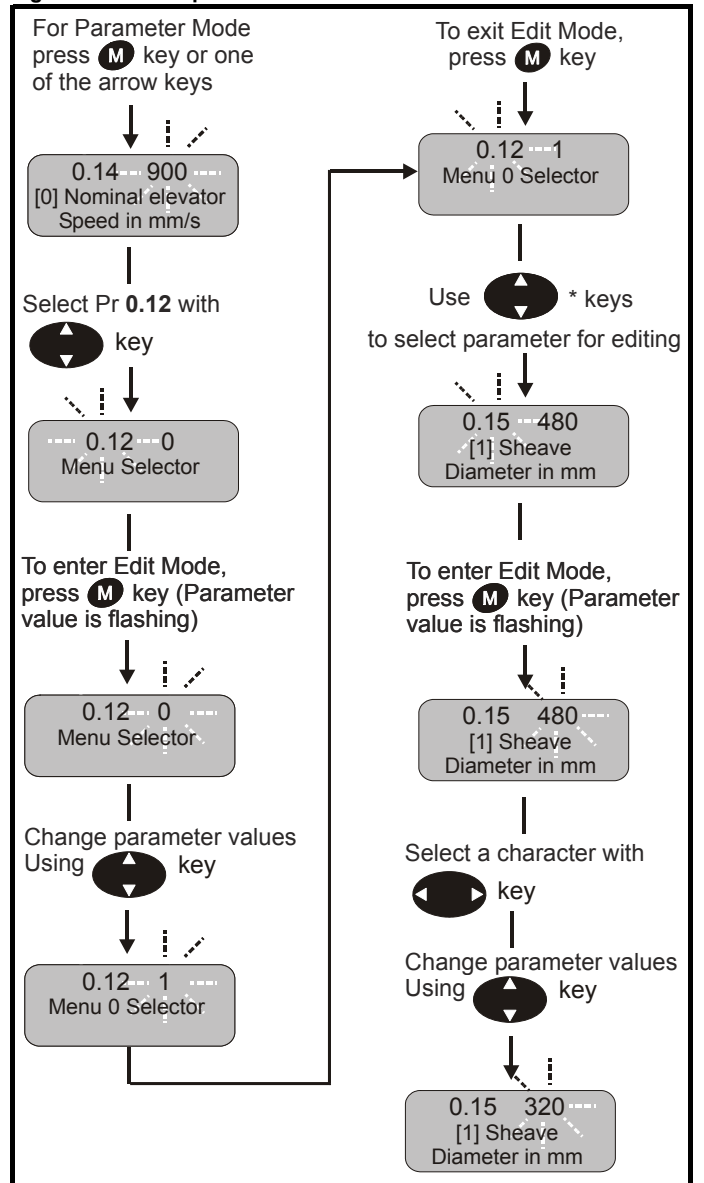 For Parameter Mode
press M key or one
of the arrow keys
0.14 900
[0] Nominal elevator
Speed in mm/s
Select Pr 0.12 with
key
0.12 0
Menu Selector
To enter Edit Mode,
press M key (Parameter
value is flashing)
0.12 0
Menu Selector
Change parameter values
Using key
0.12 1
Menu 0 Selector
To exit Edit Mode,
press M key
0.12 1
Menu 0 Selector
Use * keys
to select parameter for editing
0.15 480
[1] Sheave
Diameter in mm
To enter Edit Mode,
press M key (Parameter
value is flashing)
0.15 480
[1] Sheave
Diameter in mm
Select a character with
key
Change parameter values
Using key
0.15 320
[1] Sheave
Diameter in mm